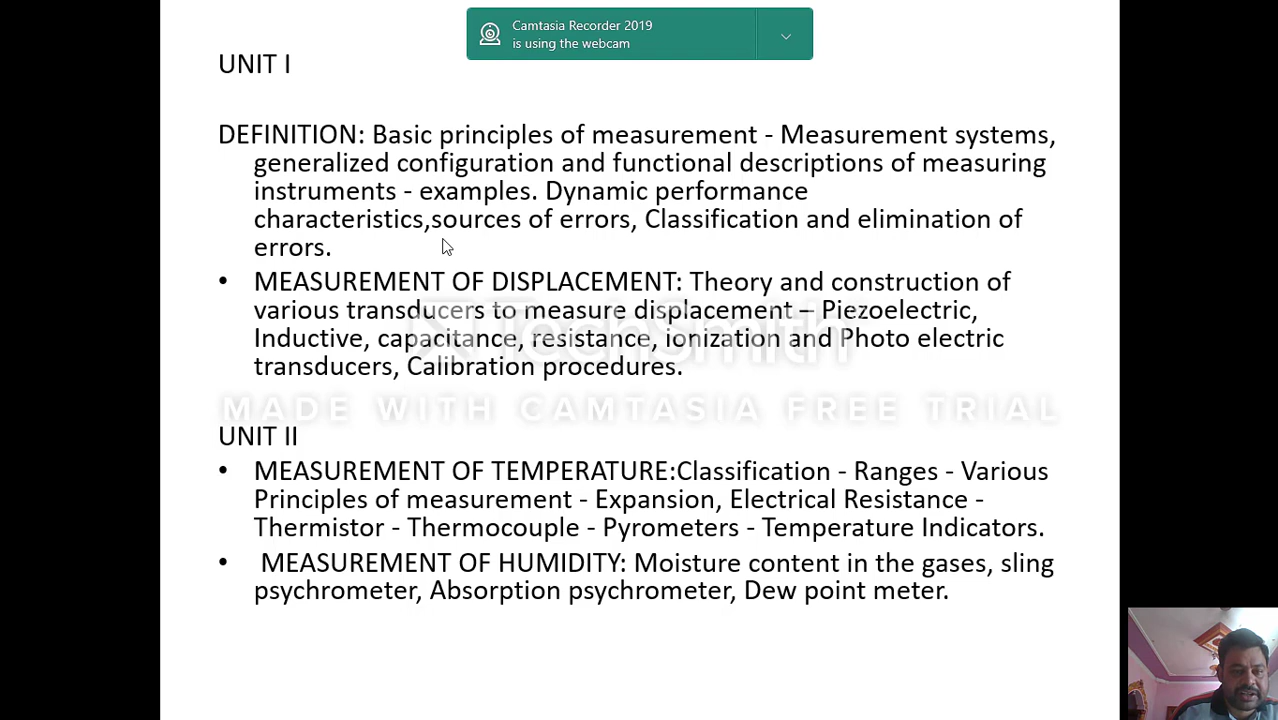 Camtasia Recorder 2019
is using the webcam
UNIT I
DEFINITION: Basic principles of measurement - Measurement systems,
generalized configuration and functional descriptions of measuring
instruments - examples. Dynamic performance
characteristics,sources of errors, Classification and elimination of
errors.
• MEASUREMENT OF DISPLACEMENT: Theory and construction of
various transducers to measure displacement – Piezoelectric,
Inductive, capacitance, resistance, ionization and Photo electric
transducers, Calibration procedures.
TechSmith
MADE WITH CAMTASIA FREE TRIAL
UNIT II
• MEASUREMENT OF TEMPERATURE:Classification - Ranges - Various
Principles of measurement - Expansion, Electrical Resistance -
Thermistor - Thermocouple - Pyrometers - Temperature Indicators.
• MEASUREMENT OF HUMIDITY: Moisture content in the gases, sling
psychrometer, Absorption psychrometer, Dew point meter.